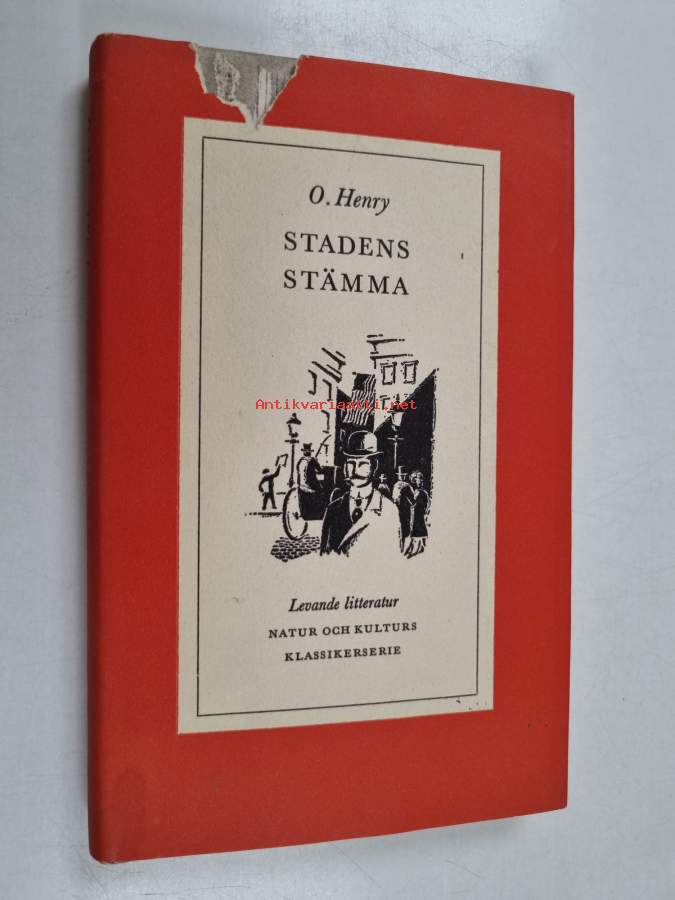 O. Henry
STADENS
STÄMMA
Antikvariaatti.net
Levande litteratur
NATUR OCH KULTURS
KLASSIKERSERIE